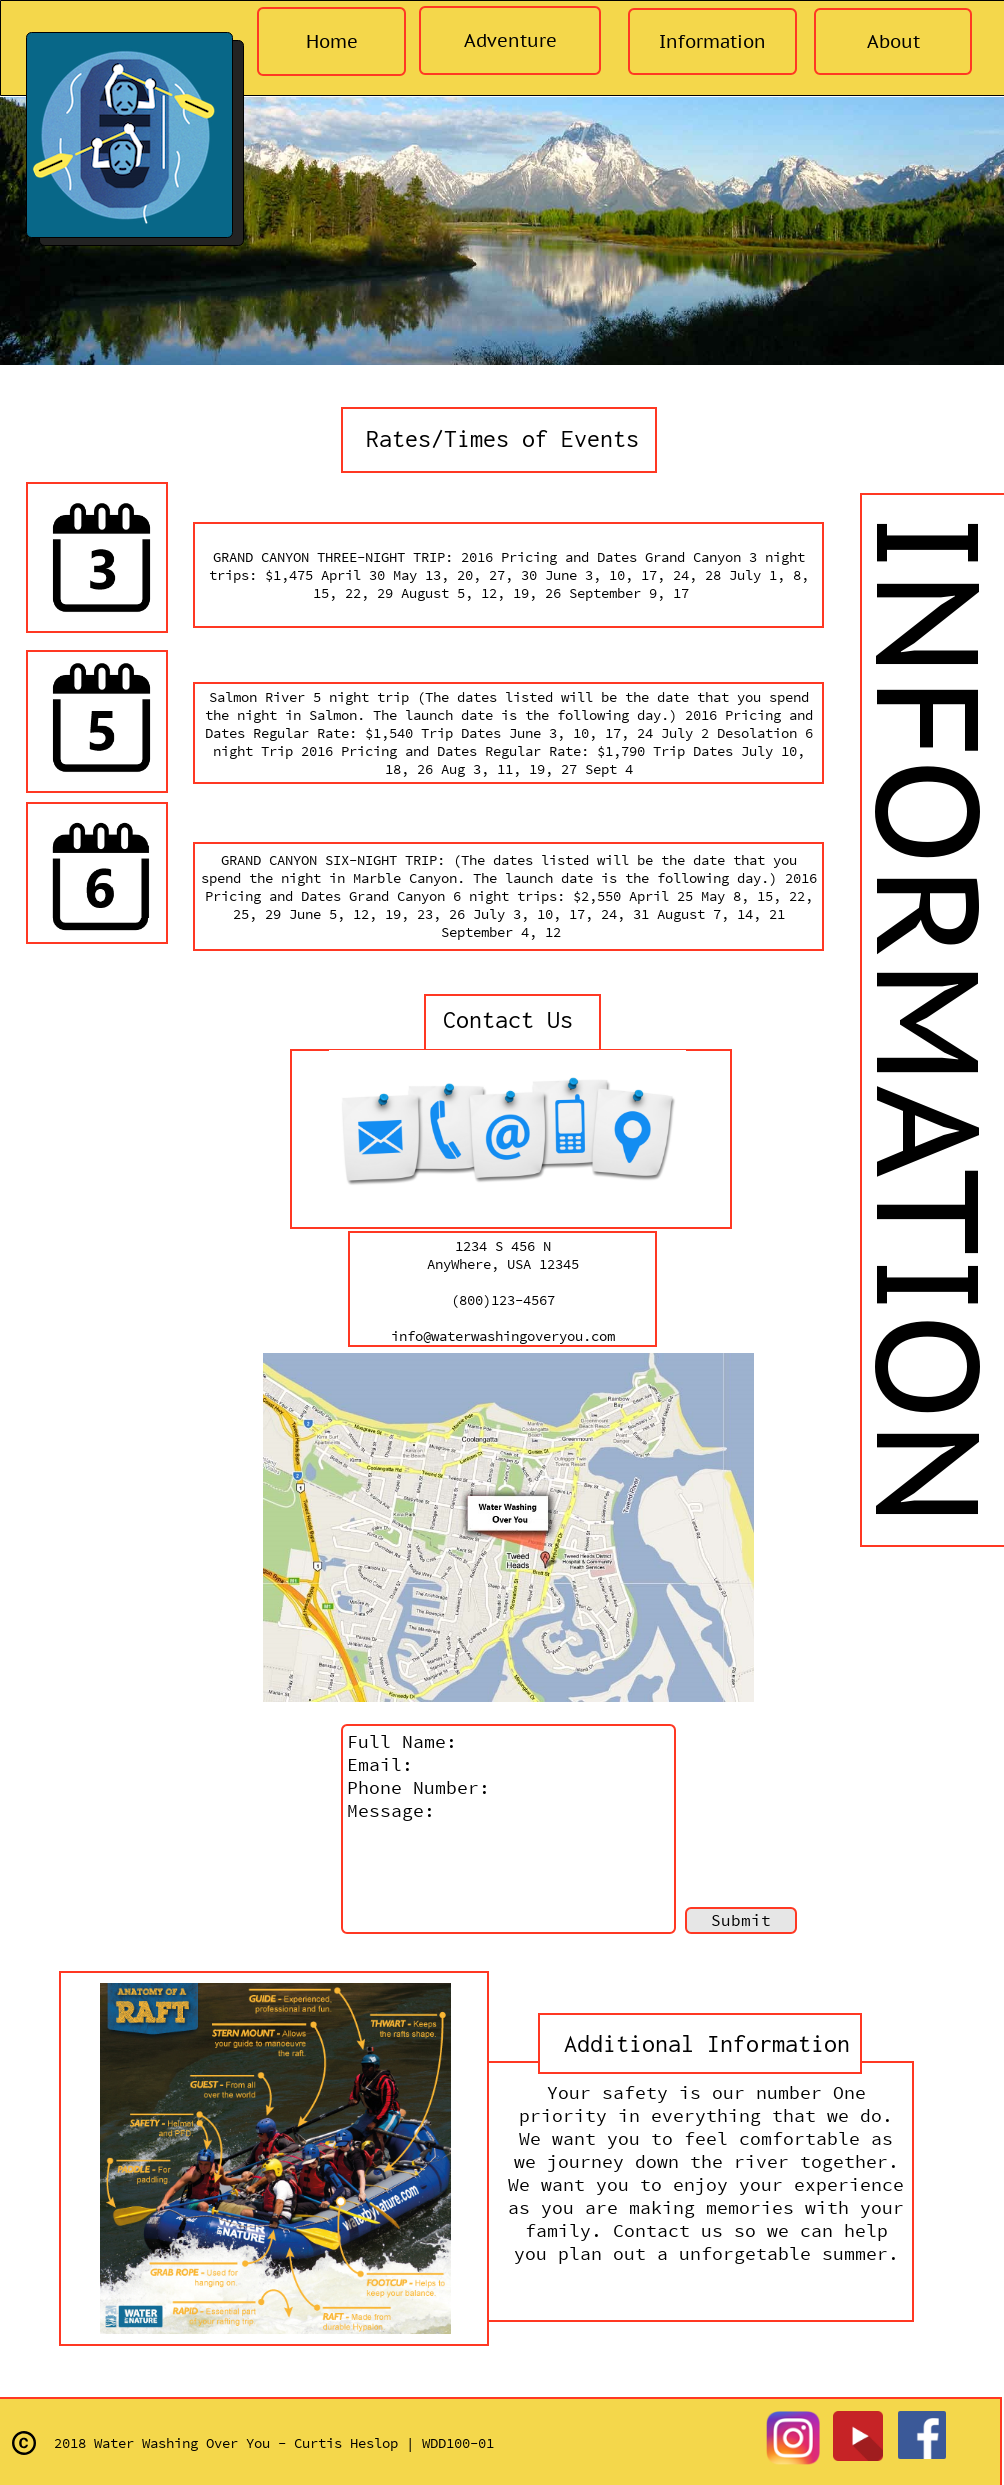 Home
Adventure
Information
About
Rates/Times of Events
3
GRAND CANYON THREE-NIGHT TRIP: 2016 Pricing and Dates Grand Canyon 3 night
trips: $1,475 April 30 May 13, 20, 27, 30 June 3, 10, 17, 24, 28 July 1, 8,
15, 22, 29 August 5, 12, 19, 26 September 9, 17
5
Salmon River 5 night trip (The dates listed will be the date that you spend
the night in Salmon. The launch date is the following day.) 2016 Pricing and
Dates Regular Rate: $1,540 Trip Dates June 3, 10, 17, 24 July 2 Desolation 6
night Trip 2016 Pricing and Dates Regular Rate: $1,790 Trip Dates July 10,
18, 26 Aug 3, 11, 19, 27 Sept 4
6
GRAND CANYON SIX-NIGHT TRIP: (The dates listed will be the date that you
spend the night in Marble Canyon. The launch date is the following day.) 2016
Pricing and Dates Grand Canyon 6 night trips: $2,550 April 25 May 8, 15, 22,
25, 29 June 5, 12, 19, 23, 26 July 3, 10, 17, 24, 31 August 7, 14, 21
September 4, 12
INFORMATION
Contact Us
@
1234 S 456 N
AnyWhere, USA 12345
(800)123-4567
info@waterwashingoveryou.com
Coolangatta
Greenmount
Tweed River
Water Washing
Over You
Tweed
Heads
Tweed Heads District
Hospital & Community
Health Services
Full Name:
Email:
Phone Number:
Message:
Submit
ANATOMY OF A
RAFT
GUIDE - Experienced,
professional and fun.
THWART - Keeps
the rafts shape.
STERN MOUNT - Allows
your guide to manoeuvre
the raft.
GUEST - From all
over the world
SAFETY - Helmet
and PFD.
PADDLE - For
padding
waterbynature.com
WATER
BY NATURE
GRAB ROPE - Used for
hanging on.
FOOTCUP - Helps to
keep your balance.
RAPID - Essential part
of your rafting trip.
RAFT - Made from
durable Hypalon.
WATER
BY NATURE
Additional Information
Your safety is our number One
priority in everything that we do.
We want you to feel comfortable as
we journey down the river together.
We want you to enjoy your experience
as you are making memories with your
family. Contact us so we can help
you plan out a unforgetable summer.
© 2018 Water Washing Over You - Curtis Heslop | WDD100-01